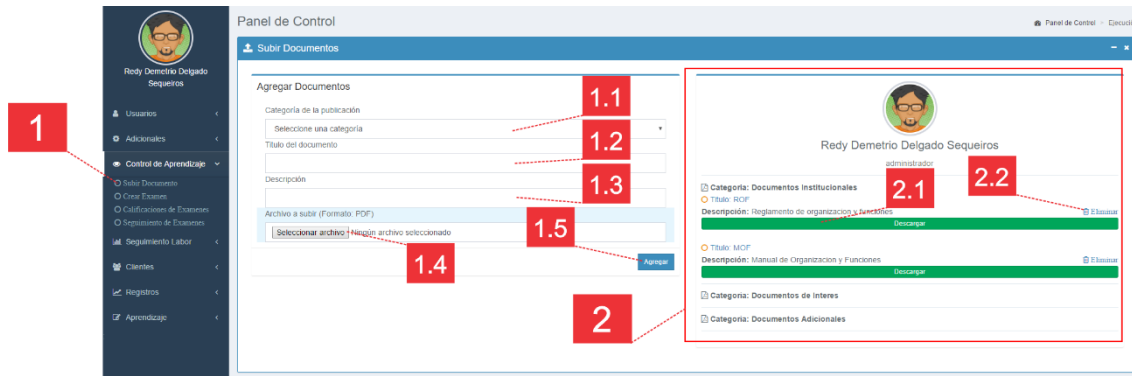 Redy Demetrio Delgado
Sequeiros
Usuarios
Adicionales
Control de Aprendizaje
Subir Documento
Crear Examen
Calificaciones de Examenes
Seguimiento de Examenes
Seguimiento Labor
Clientes
Registros
Aprendizaje
1
Panel de Control
Panel de Control
Ejecució
Subir Documentos
Agregar Documentos
Categoría de la publicación
Seleccione una categoría
1.1
Titulo del documento
1.2
Descripción
1.3
Archivo a subir (Formato: PDF)
Seleccionar archivo Ningún archivo seleccionado
1.4
1.5
Agregar
2
Redy Demetrio Delgado Sequeiros
administrador
Categoria: Documentos Institucionales
Titulo: ROF
Descripción: Reglamento de organizacion y funciones
Eliminar
2.1
2.2
Descargar
Titulo: MOF
Descripción: Manual de Organizacion y Funciones
Eliminar
Descargar
Categoria: Documentos de Interes
Categoria: Documentos Adicionales